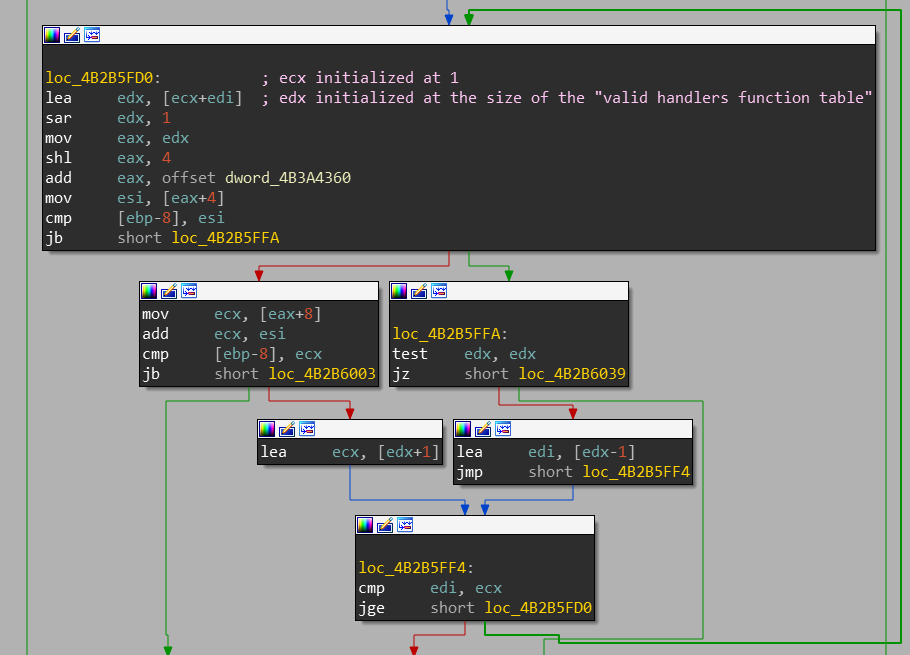 loc_4B2B5FD0: ; ecx initialized at 1
lea edx, [ecx+edi] ; edx initialized at the size of the "valid handlers function table"
sar edx, 1
mov eax, edx
shl eax, 4
add eax, offset dword_4B3A4360
mov esi, [eax+4]
cmp [ebp-8], esi
jb short loc_4B2B5FFA
mov ecx, [eax+8]
add ecx, esi
cmp [ebp-8], ecx
jb short loc_4B2B6003
loc_4B2B5FFA:
test edx, edx
jz short loc_4B2B6039
lea ecx, [edx+1]
lea edi, [edx-1]
jmp short loc_4B2B5FF4
loc_4B2B5FF4:
cmp edi, ecx
jge short loc_4B2B5FD0